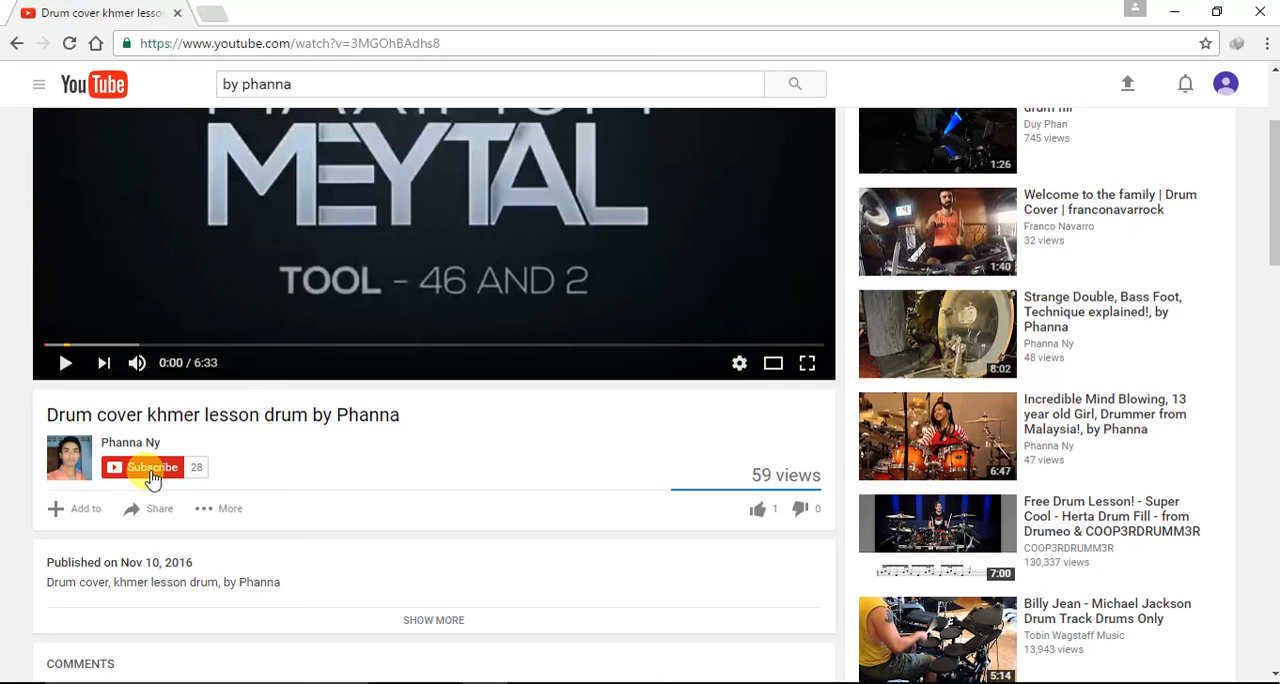 Drum cover khmer lesso
https://www.youtube.com/watch?v=3MGOhBAdhs8
YouTube
by phanna
MEYTAL
TOOL - 46 AND 2
0:00 / 6:33
Drum cover khmer lesson drum by Phanna
Phanna Ny
Subscribe 28
59 views
Add to Share More 1 0
Published on Nov 10, 2016
Drum cover, khmer lesson drum, by Phanna
SHOW MORE
COMMENTS
drum fill
Duy Phan
745 views
1:26
Welcome to the family | Drum
Cover | franconavarrock
Franco Navarro
32 views
1:40
Strange Double, Bass Foot,
Technique explained!, by
Phanna
Phanna Ny
48 views
8:02
Incredible Mind Blowing, 13
year old Girl, Drummer from
Malaysia!, by Phanna
Phanna Ny
47 views
6:47
Free Drum Lesson! - Super
Cool - Herta Drum Fill - from
Drumeo & COOP3RDRUMM3R
COOP3RDRUMM3R
130,337 views
7:00
Billy Jean - Michael Jackson
Drum Track Drums Only
Tobin Wagstaff Music
13,943 views
5:14